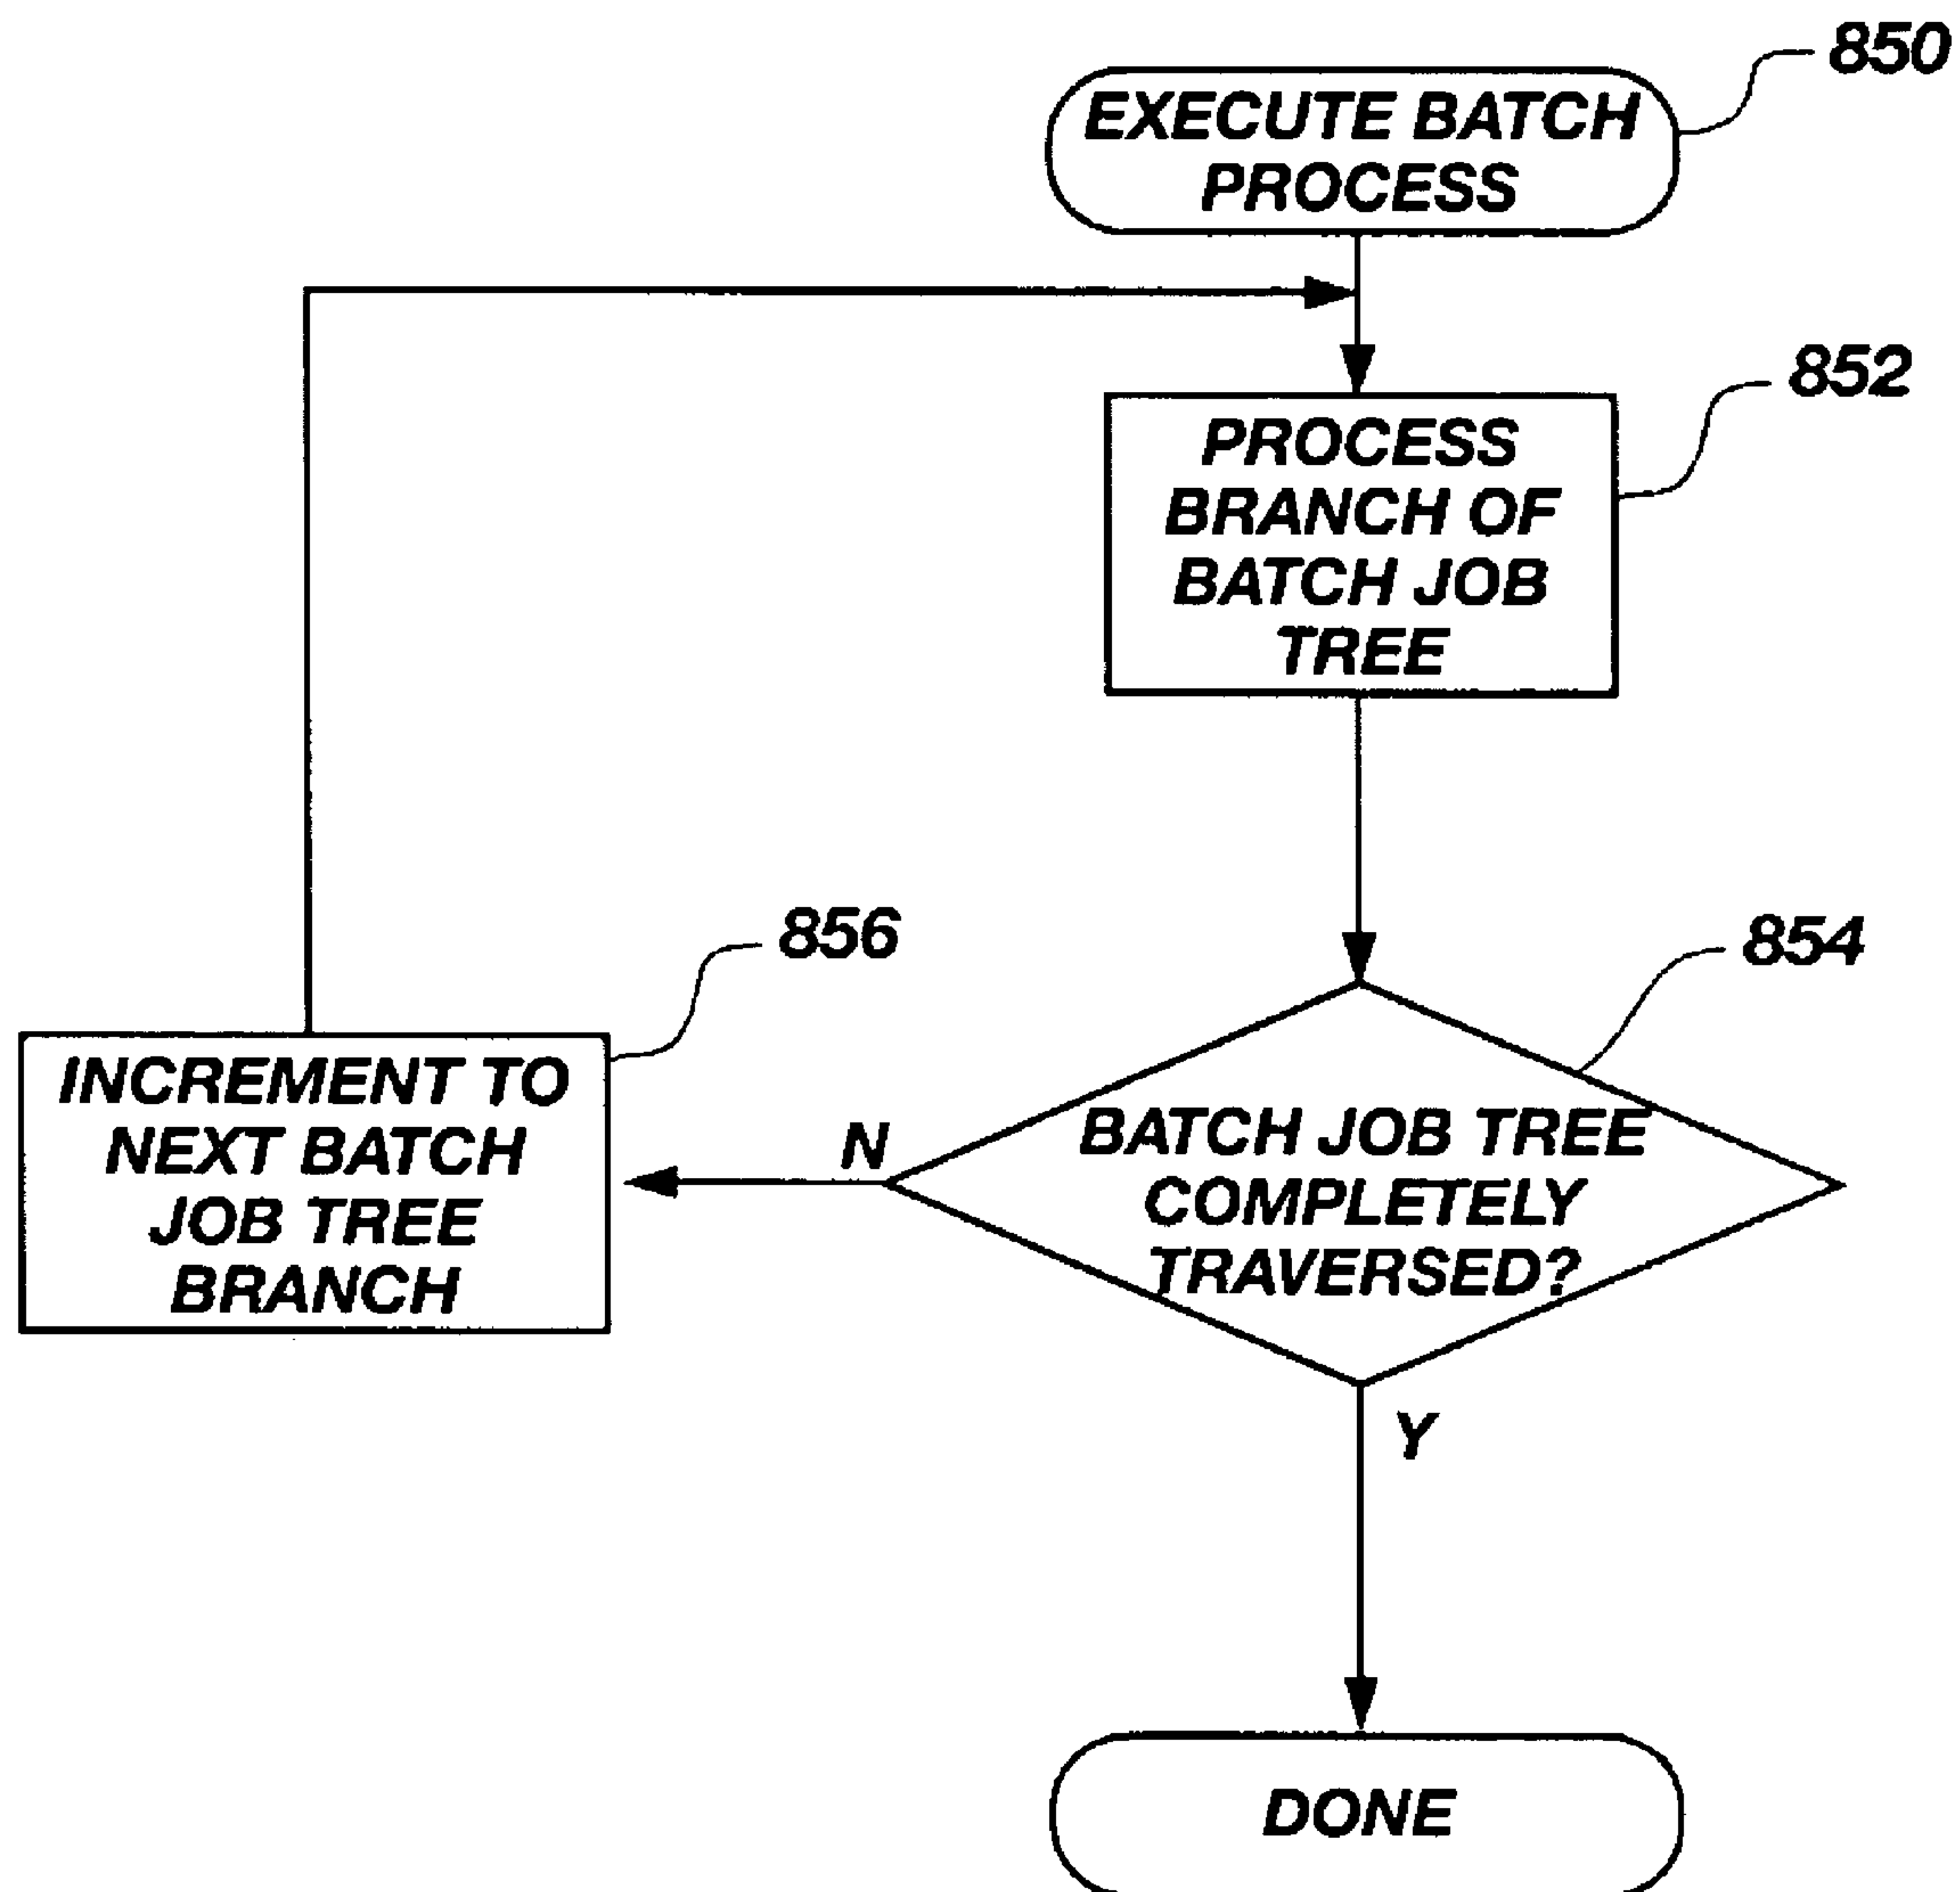 850
EXECUTE BATCH
PROCESS
852
PROCESS
BRANCH OF
BATCH JOB
TREE
856
854
INCREMENT TO
NEXT BATCH
JOB TREE
BRANCH
N
BATCH JOB TREE
COMPLETELY
TRAVERSED?
Y
DONE